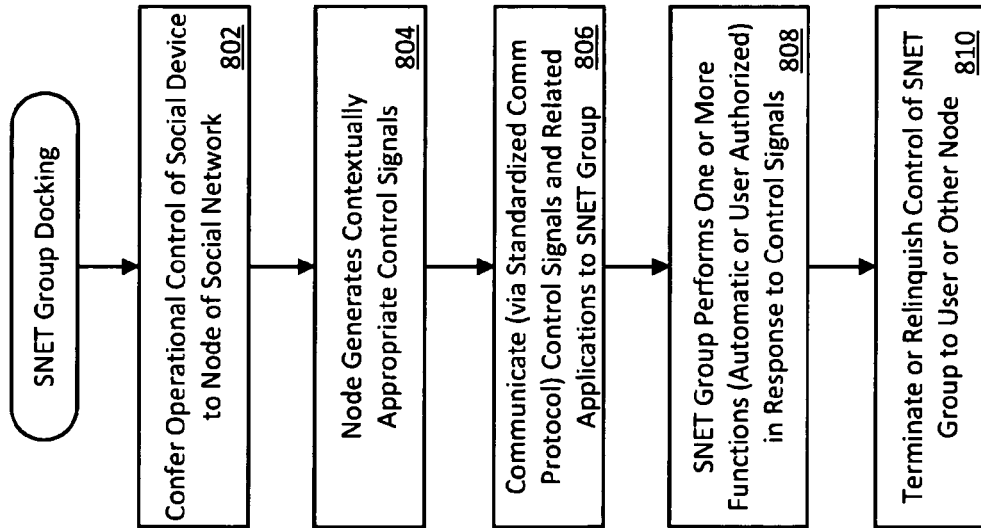 SNET Group Docking
Confer Operational Control of Social Device
to Node of Social Network
802
Node Generates Contextually
Appropriate Control Signals
804
Communicate (via Standardized Comm
Protocol) Control Signals and Related
Applications to SNET Group
806
SNET Group Performs One or More
Functions (Automatic or User Authorized)
in Response to Control Signals
808
Terminate or Relinquish Control of SNET
Group to User or Other Node
810